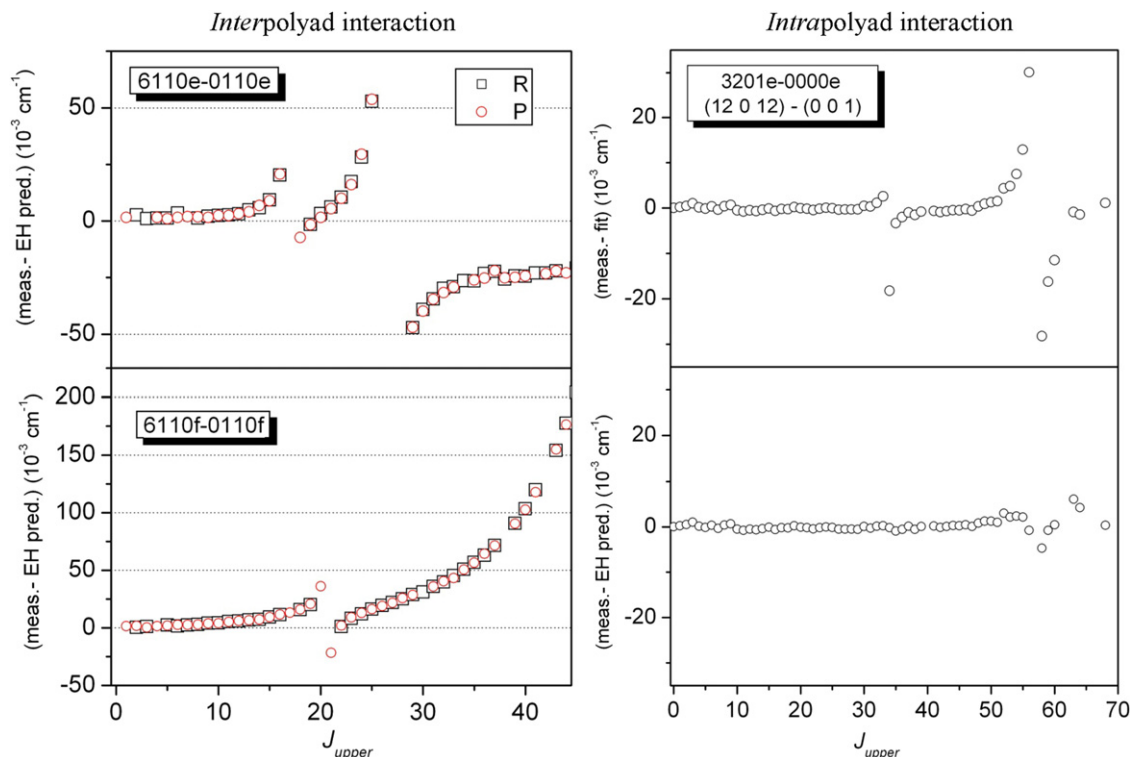 Interpolyad interaction
6110e-0110e
R
P
50
0
-50
(meas.- EH pred.) (10⁻³ cm⁻¹)
6110f-0110f
200
150
100
50
0
-50
(meas.- EH pred.) (10⁻³ cm⁻¹)
0 10 20 30 40
J_upper
Intrapolyad interaction
3201e-0000e
(12 0 12) - (0 0 1)
20
0
-20
(meas.- fit) (10⁻³ cm⁻¹)
20
0
-20
(meas.- EH pred.) (10⁻³ cm⁻¹)
0 10 20 30 40 50 60 70
J_upper